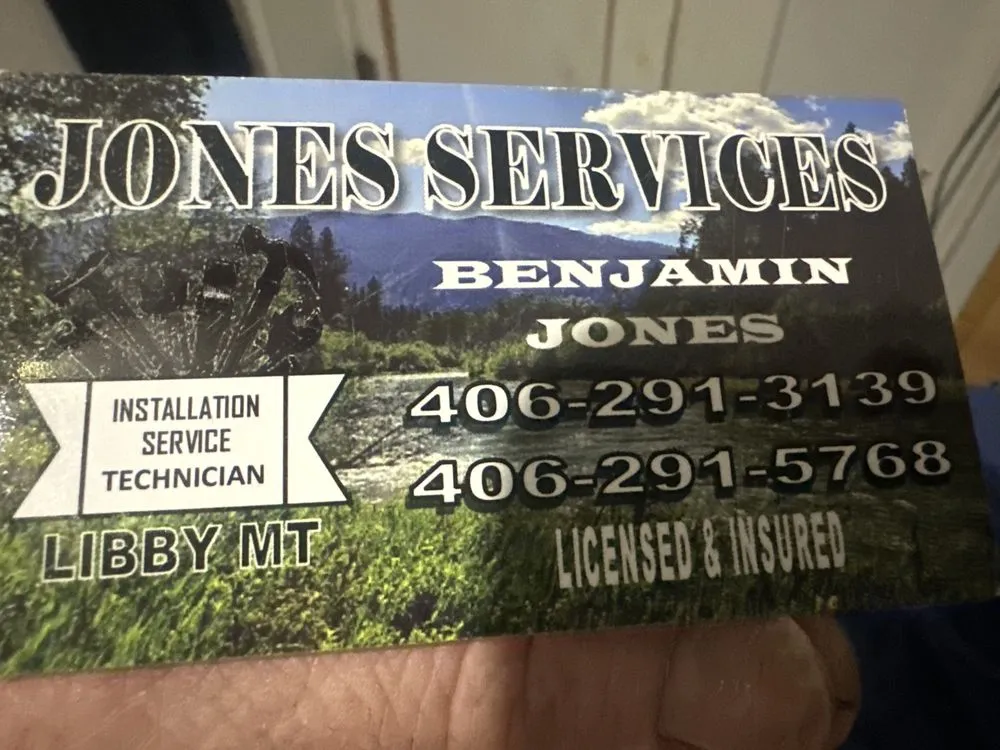 JONES SERVICES
BENJAMIN
JONES
406-291-3139
406-291-5768
LICENSED & INSURED
INSTALLATION
SERVICE
TECHNICIAN
LIBBY MT